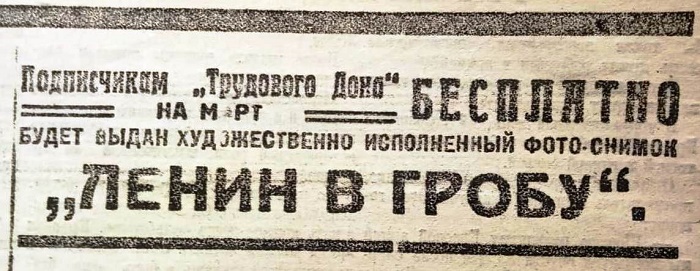 Подписчикам „Трудового Дона“ БЕСПЛАТНО
НА МАРТ
БУДЕТ ВЫДАН ХУДОЖЕСТВЕННО ИСПОЛНЕННЫЙ ФОТО-СНИМОК
„ЛЕНИН В ГРОБУ“.